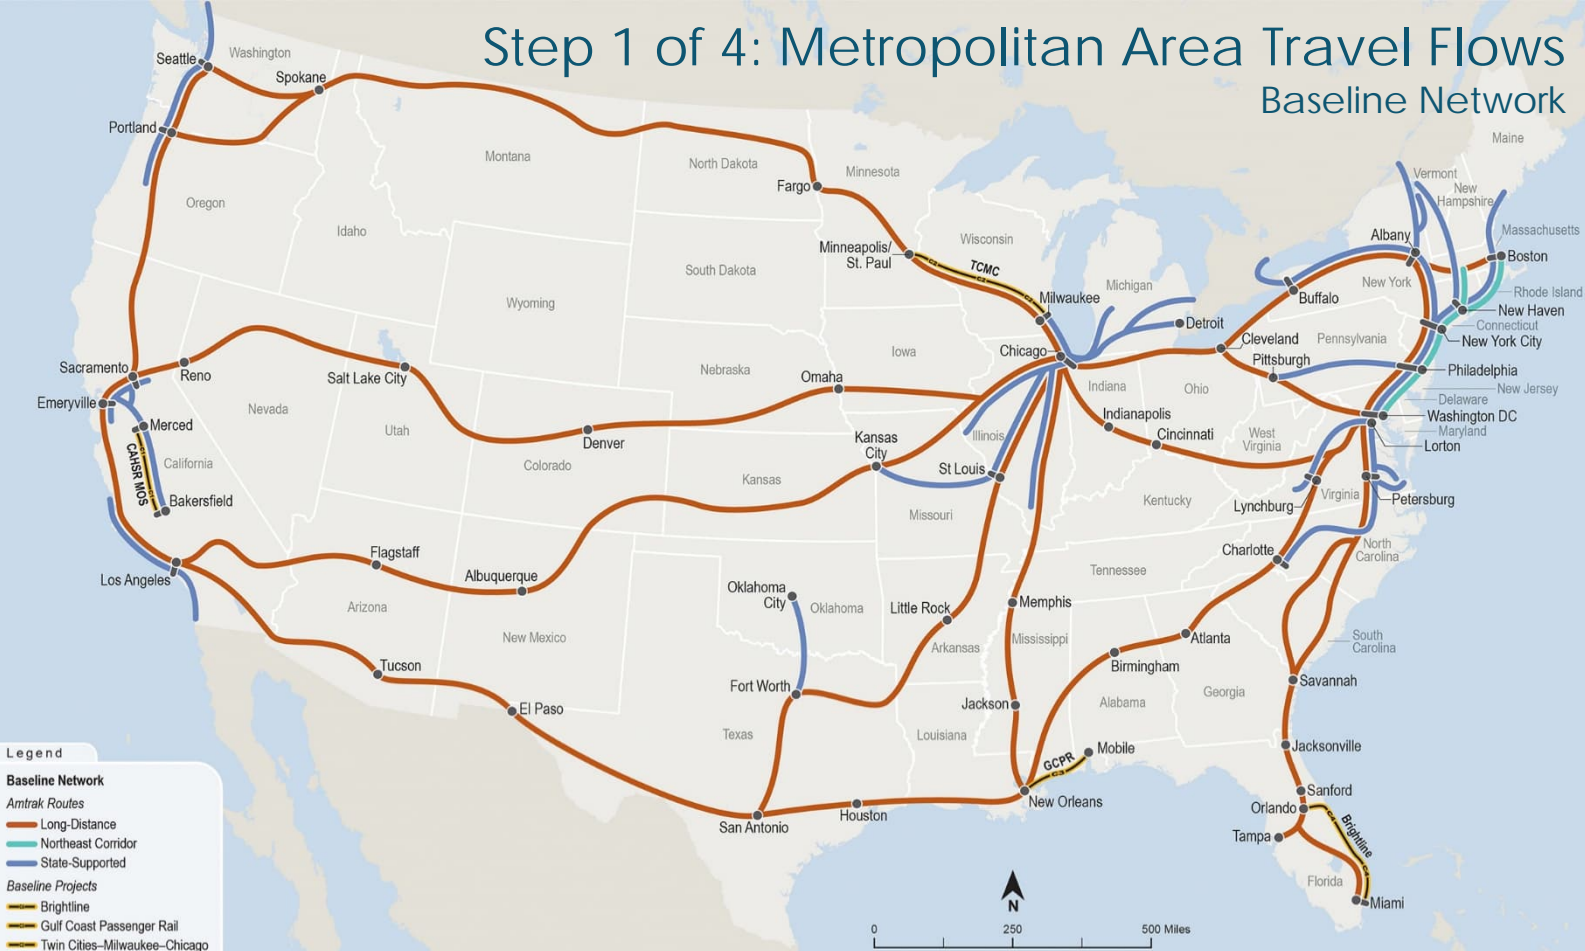 Step 1 of 4: Metropolitan Area Travel Flows
Baseline Network
Seattle
Washington
Spokane
Portland
Montana
North Dakota
Minnesota
Fargo
Oregon
Idaho
Minneapolis/
St. Paul
Wisconsin
TCMC
South Dakota
Wyoming
Michigan
Milwaukee
Maine
Vermont
New
Hampshire
Massachusetts
Albany
Boston
New York
Rhode Island
Buffalo
New Haven
Connecticut
New York City
Detroit
Cleveland
Pennsylvania
Pittsburgh
Philadelphia
New Jersey
Delaware
Washington DC
Maryland
Lorton
Chicago
Iowa
Indiana
Ohio
Sacramento
Reno
Salt Lake City
Nebraska
Omaha
Emeryville
Nevada
Merced
Utah
Denver
Colorado
Kansas
Kansas
City
Illinois
St Louis
Indianapolis
Cincinnati
West
Virginia
CAHSR MOS
California
Bakersfield
Missouri
Kentucky
Lynchburg
Virginia
Petersburg
Los Angeles
Flagstaff
Albuquerque
Arizona
New Mexico
Oklahoma
City
Oklahoma
Little Rock
Arkansas
Memphis
Tennessee
Charlotte
North
Carolina
Mississippi
Atlanta
Birmingham
South
Carolina
Tucson
El Paso
Fort Worth
Texas
Jackson
Louisiana
Alabama
Georgia
Savannah
Jacksonville
GCPR
Mobile
New Orleans
Houston
San Antonio
Sanford
Orlando
Tampa
Brightline
Florida
Miami
N
0 250 500 Miles
Legend
Baseline Network
Amtrak Routes
Long-Distance
Northeast Corridor
State-Supported
Baseline Projects
Brightline
Gulf Coast Passenger Rail
Twin Cities–Milwaukee–Chicago